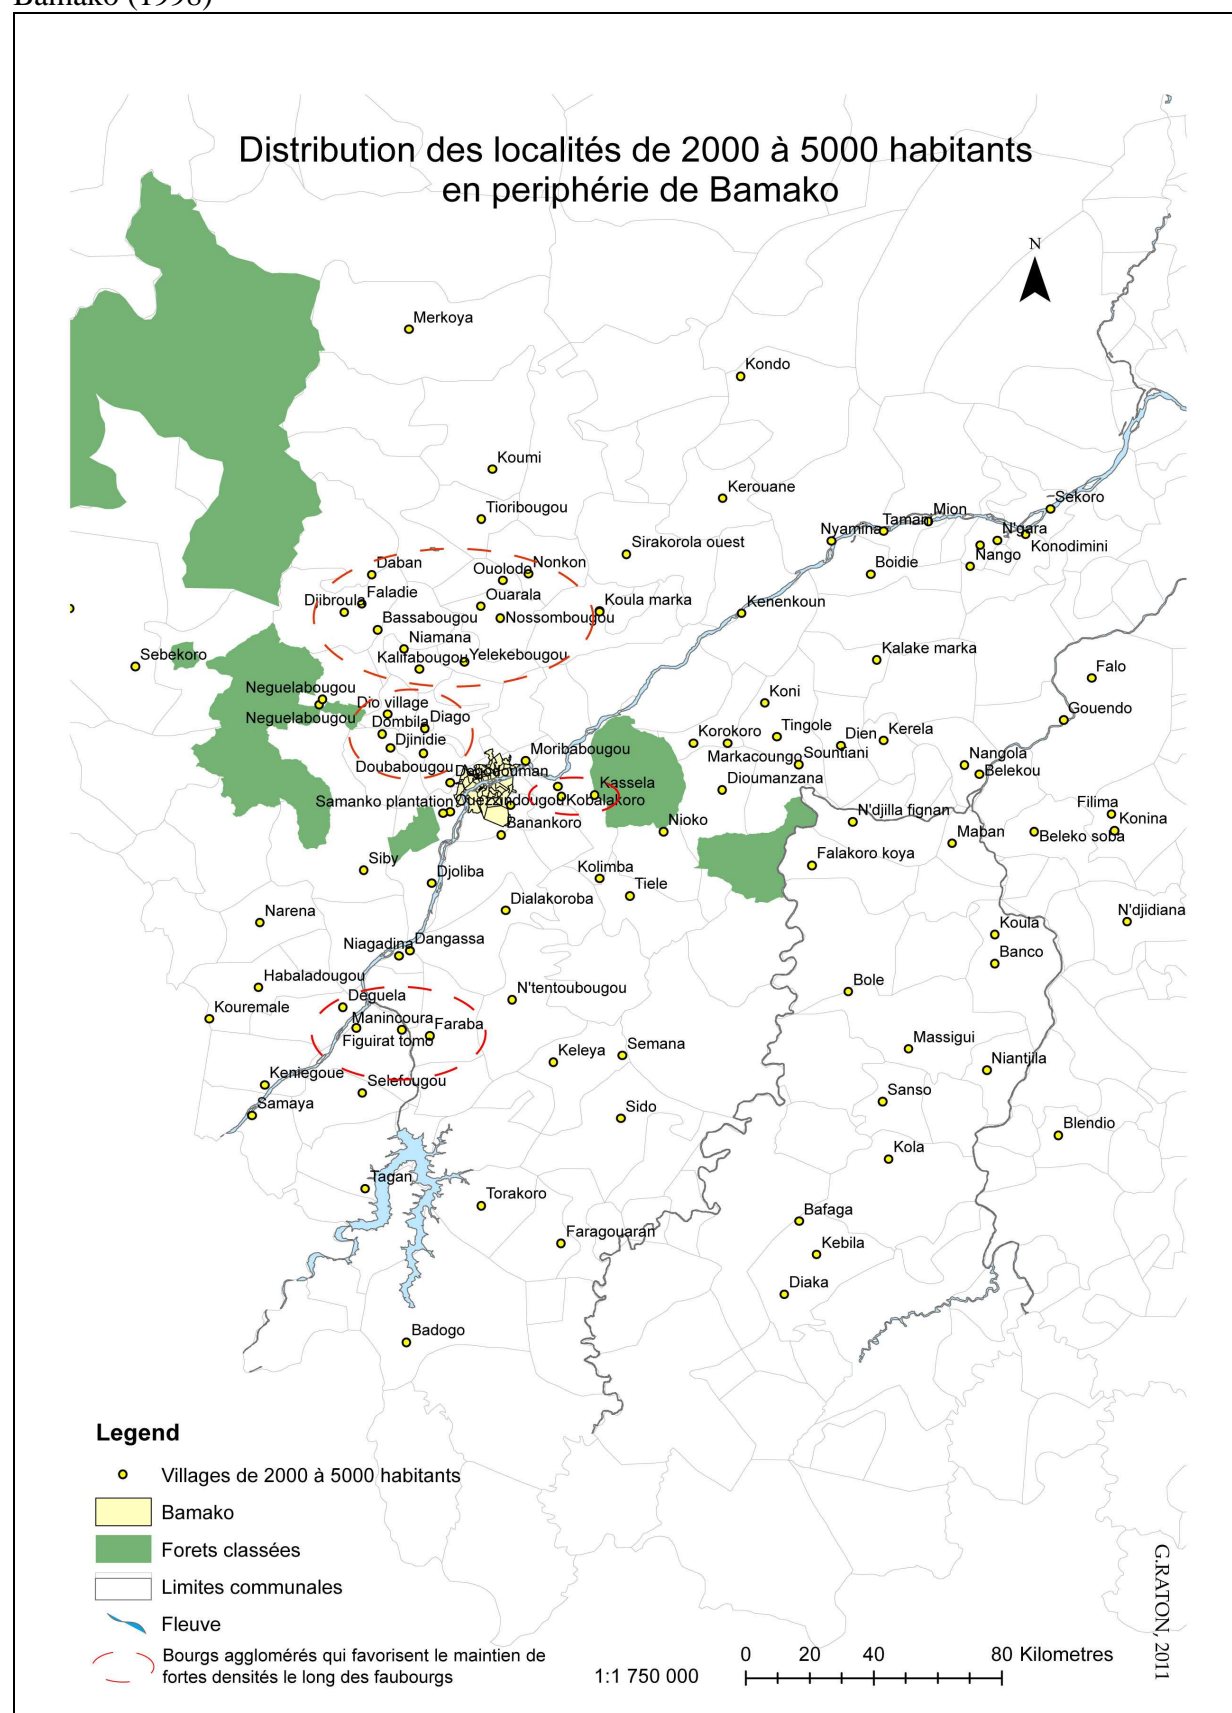 Bamako (1998)
Distribution des localités de 2000 à 5000 habitants
en periphérie de Bamako
N
Merkoya
Kondo
Koumi
Kerouane
Tioribougou
Sekoro
Mion
Taman
N'gara
Nyamina
Konodimini
Sirakorola ouest
Nango
Boidie
Daban
Nonkon
Ouolodo
Faladie
Ouarala
Djibroula
Koula marka
Kenenkoun
Bassabougou
Nossombougou
Niamana
Kalake marka
Sebekoro
Kalifabougou
Yelekebougou
Falo
Neguelabougou
Koni
Dio village
Gouendo
Neguelabougou
Dombila
Diago
Korokoro
Tingole
Dien
Kerela
Djinidie
Moribabougou
Markacoungo
Sountiani
Nangola
Doubabougou
Belekou
Kassela
Dioumanzana
Samanko plantation
Ouezzindougou
Kobalakoro
Filima
N'djilla fignan
Konina
Banankoro
Nioko
Maban
Beleko soba
Siby
Kolimba
Falakoro koya
Djoliba
Tiele
Dialakoroba
Narena
N'djidiana
Koula
Niagadina
Dangassa
Banco
Habaladougou
N'tentoubougou
Bole
Deguela
Kouremale
Manincoura
Faraba
Massigui
Figuirat tomo
Semana
Keleya
Niantjila
Keniegoue
Selefougou
Sanso
Samaya
Sido
Blendio
Kola
Tagan
Torakoro
Bafaga
Faragouaran
Kebila
Diaka
Badogo
Legend
Villages de 2000 à 5000 habitants
Bamako
Forets classées
Limites communales
Fleuve
Bourgs agglomérés qui favorisent le maintien de
fortes densités le long des faubourgs
1:1 750 000
0 20 40 80 Kilometres
G.RATON, 2011